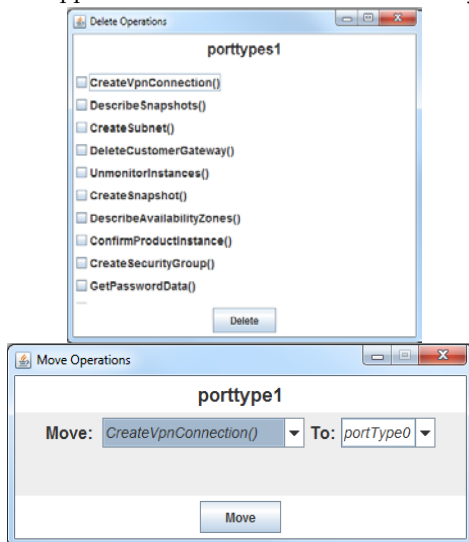 Delete Operations
porttypes1
CreateVpnConnection()
DescribeSnapshots()
CreateSubnet()
DeleteCustomerGateway()
UnmonitorInstances()
CreateSnapshot()
DescribeAvailabilityZones()
ConfirmProductInstance()
CreateSecurityGroup()
GetPasswordData()
Delete
Move Operations
porttype1
Move: CreateVpnConnection() To: portType0
Move